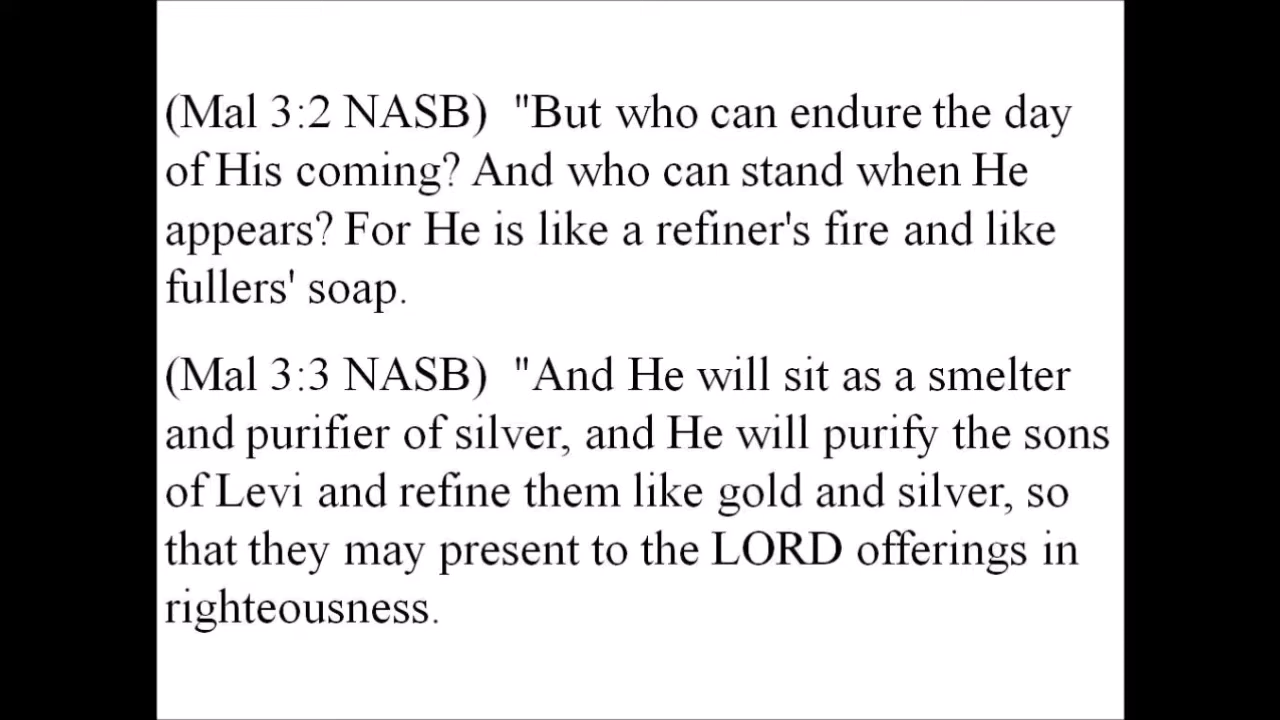 (Mal 3:2 NASB)  "But who can endure the day
of His coming? And who can stand when He
appears? For He is like a refiner's fire and like
fullers' soap.
(Mal 3:3 NASB)  "And He will sit as a smelter
and purifier of silver, and He will purify the sons
of Levi and refine them like gold and silver, so
that they may present to the LORD offerings in
righteousness.